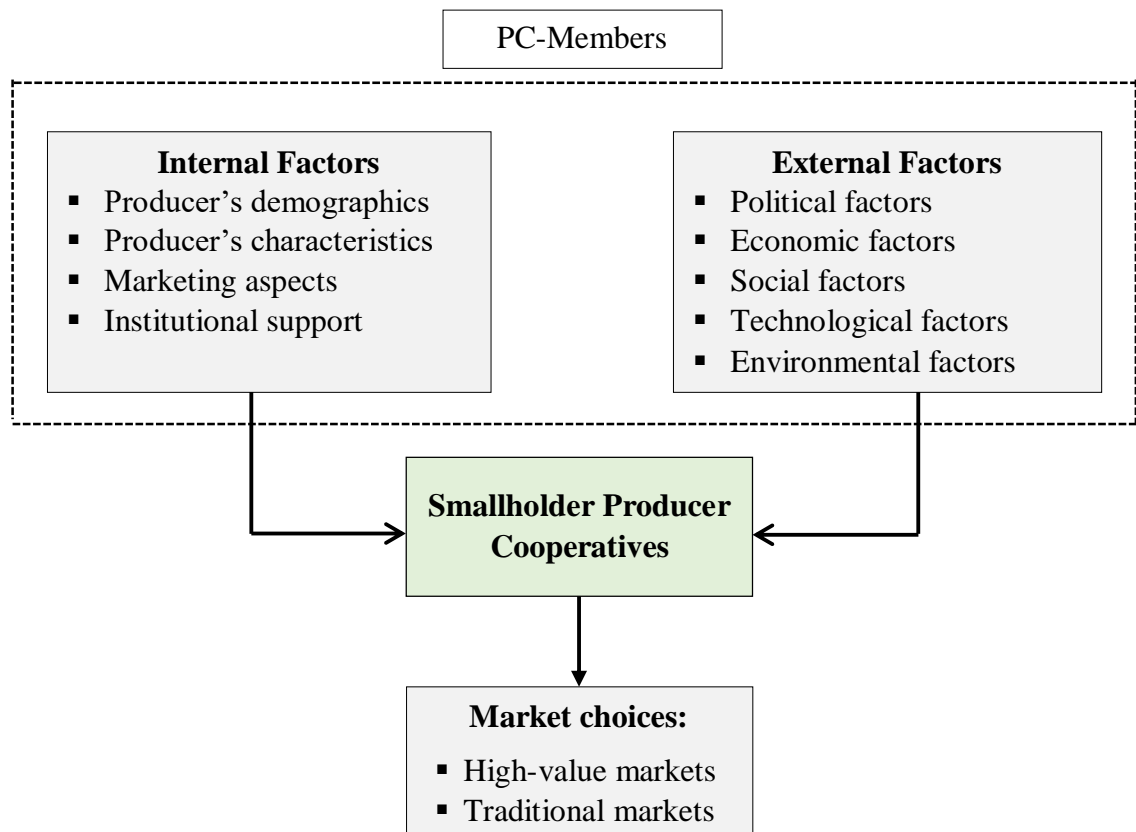 PC-Members
Internal Factors
▪ Producer’s demographics
▪ Producer’s characteristics
▪ Marketing aspects
▪ Institutional support
External Factors
▪ Political factors
▪ Economic factors
▪ Social factors
▪ Technological factors
▪ Environmental factors
Smallholder Producer
Cooperatives
Market choices:
▪ High-value markets
▪ Traditional markets